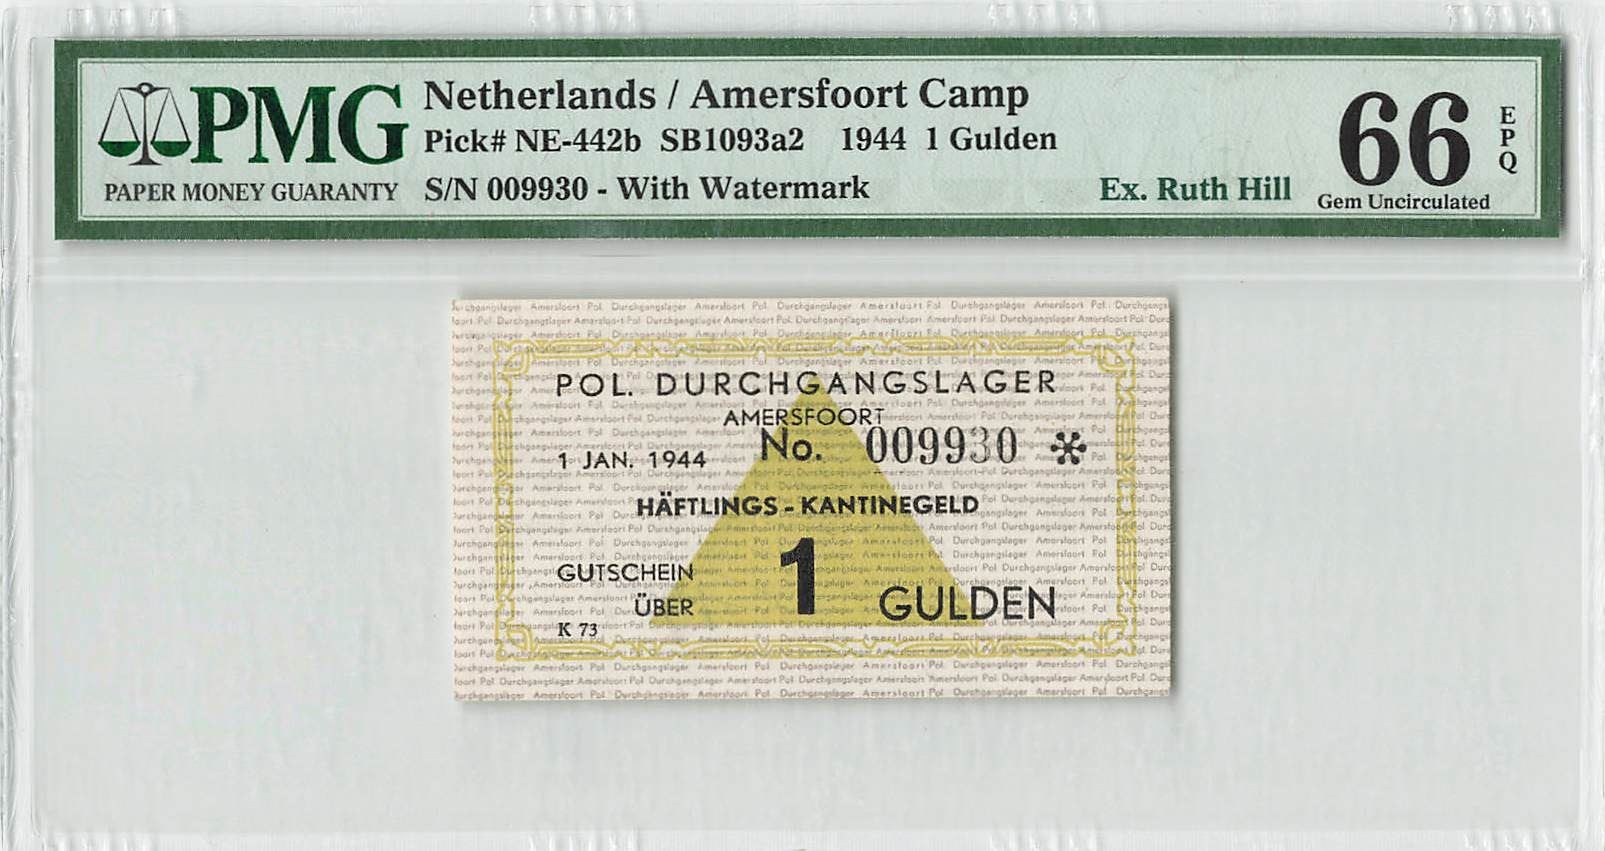 PMG
PAPER MONEY GUARANTY
Netherlands / Amersfoort Camp
Pick# NE-442b SB1093a2 1944 1 Gulden
S/N 009930 - With Watermark
Ex. Ruth Hill
66
EPQ
Gem Uncirculated
POL. DURCHGANGSLAGER
AMERSFOORT
1 JAN. 1944
No. 009930 *
HÄFTLINGS - KANTINEGELD
GUTSCHEIN
ÜBER
1 GULDEN
K 73